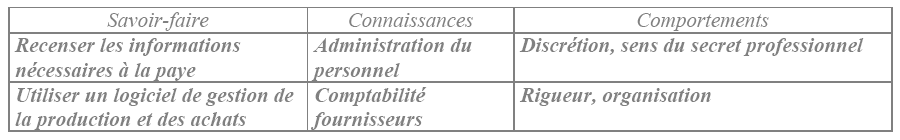 Savoir-faire Connaissances Comportements
Recenser les informations nécessaires à la paye
Administration du personnel
Discrétion, sens du secret professionnel
Utiliser un logiciel de gestion de la production et des achats
Comptabilité fournisseurs
Rigueur, organisation